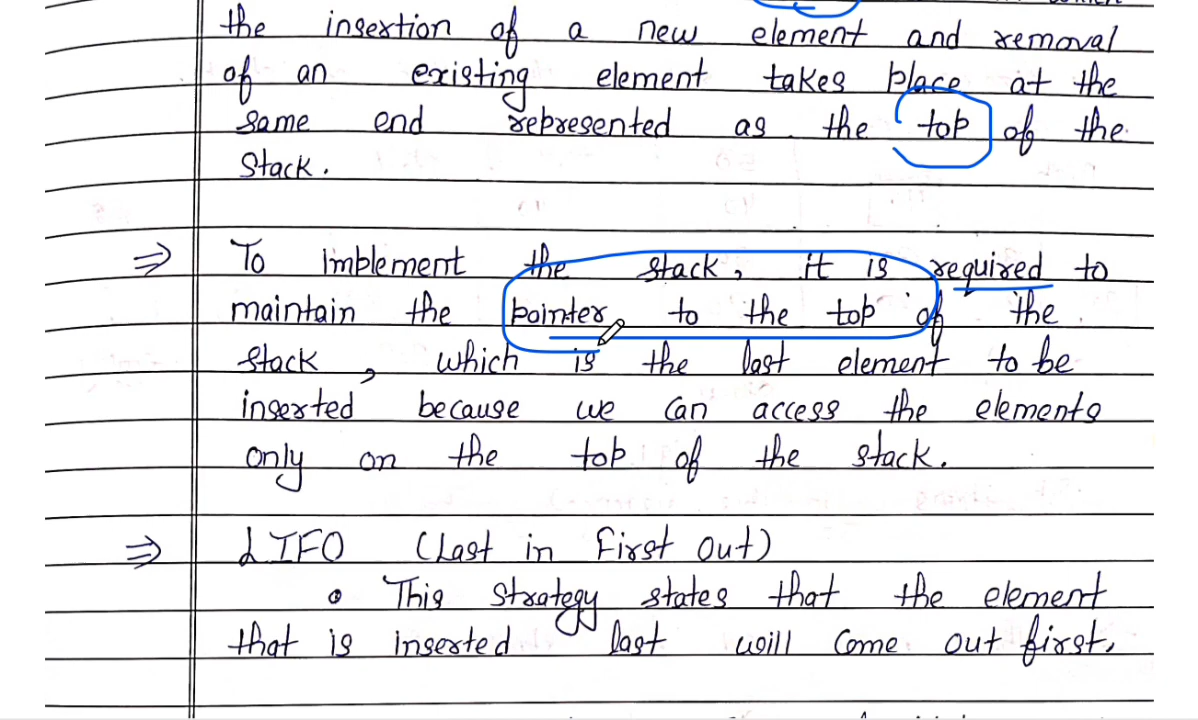 the insertion of a new element and removal
of an existing element takes place at the
same end represented as the top of the
Stack.
⇒ To implement the stack, it is required to
maintain the pointer to the top of the
stack, which is the last element to be
inserted because we can access the elements
only on the top of the stack.
⇒ LIFO (Last in First out)
• This strategy states that the element
that is inserted last will come out first.